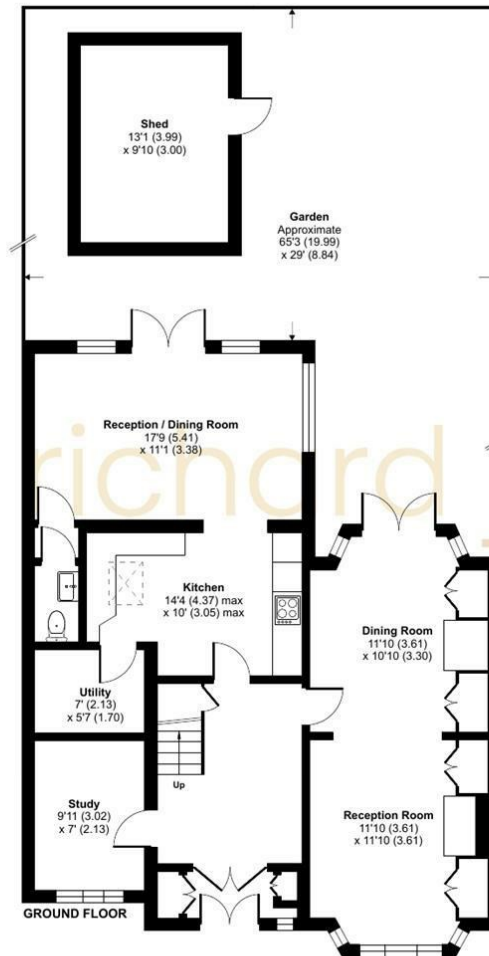 Shed
13'1 (3.99)
x 9'10 (3.00)
Garden
Approximate
65'3 (19.99)
x 29' (8.84)
Reception / Dining Room
17'9 (5.41)
x 11'1 (3.38)
richard j
Kitchen
14'4 (4.37) max
x 10' (3.05) max
Dining Room
11'10 (3.61)
x 10'10 (3.30)
Utility
7' (2.13)
x 5'7 (1.70)
Up
Study
9'11 (3.02)
x 7' (2.13)
Reception Room
11'10 (3.61)
x 11'10 (3.61)
GROUND FLOOR